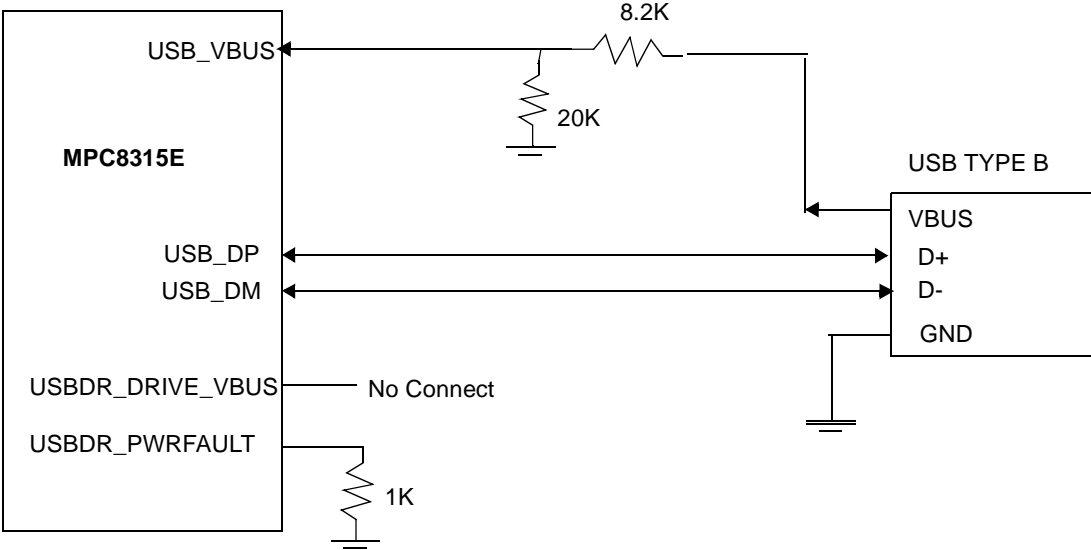 8.2K
USB_VBUS
20K
MPC8315E
USB TYPE B
VBUS
USB_DP
D+
USB_DM
D-
GND
USBDR_DRIVE_VBUS
No Connect
USBDR_PWRFAULT
1K